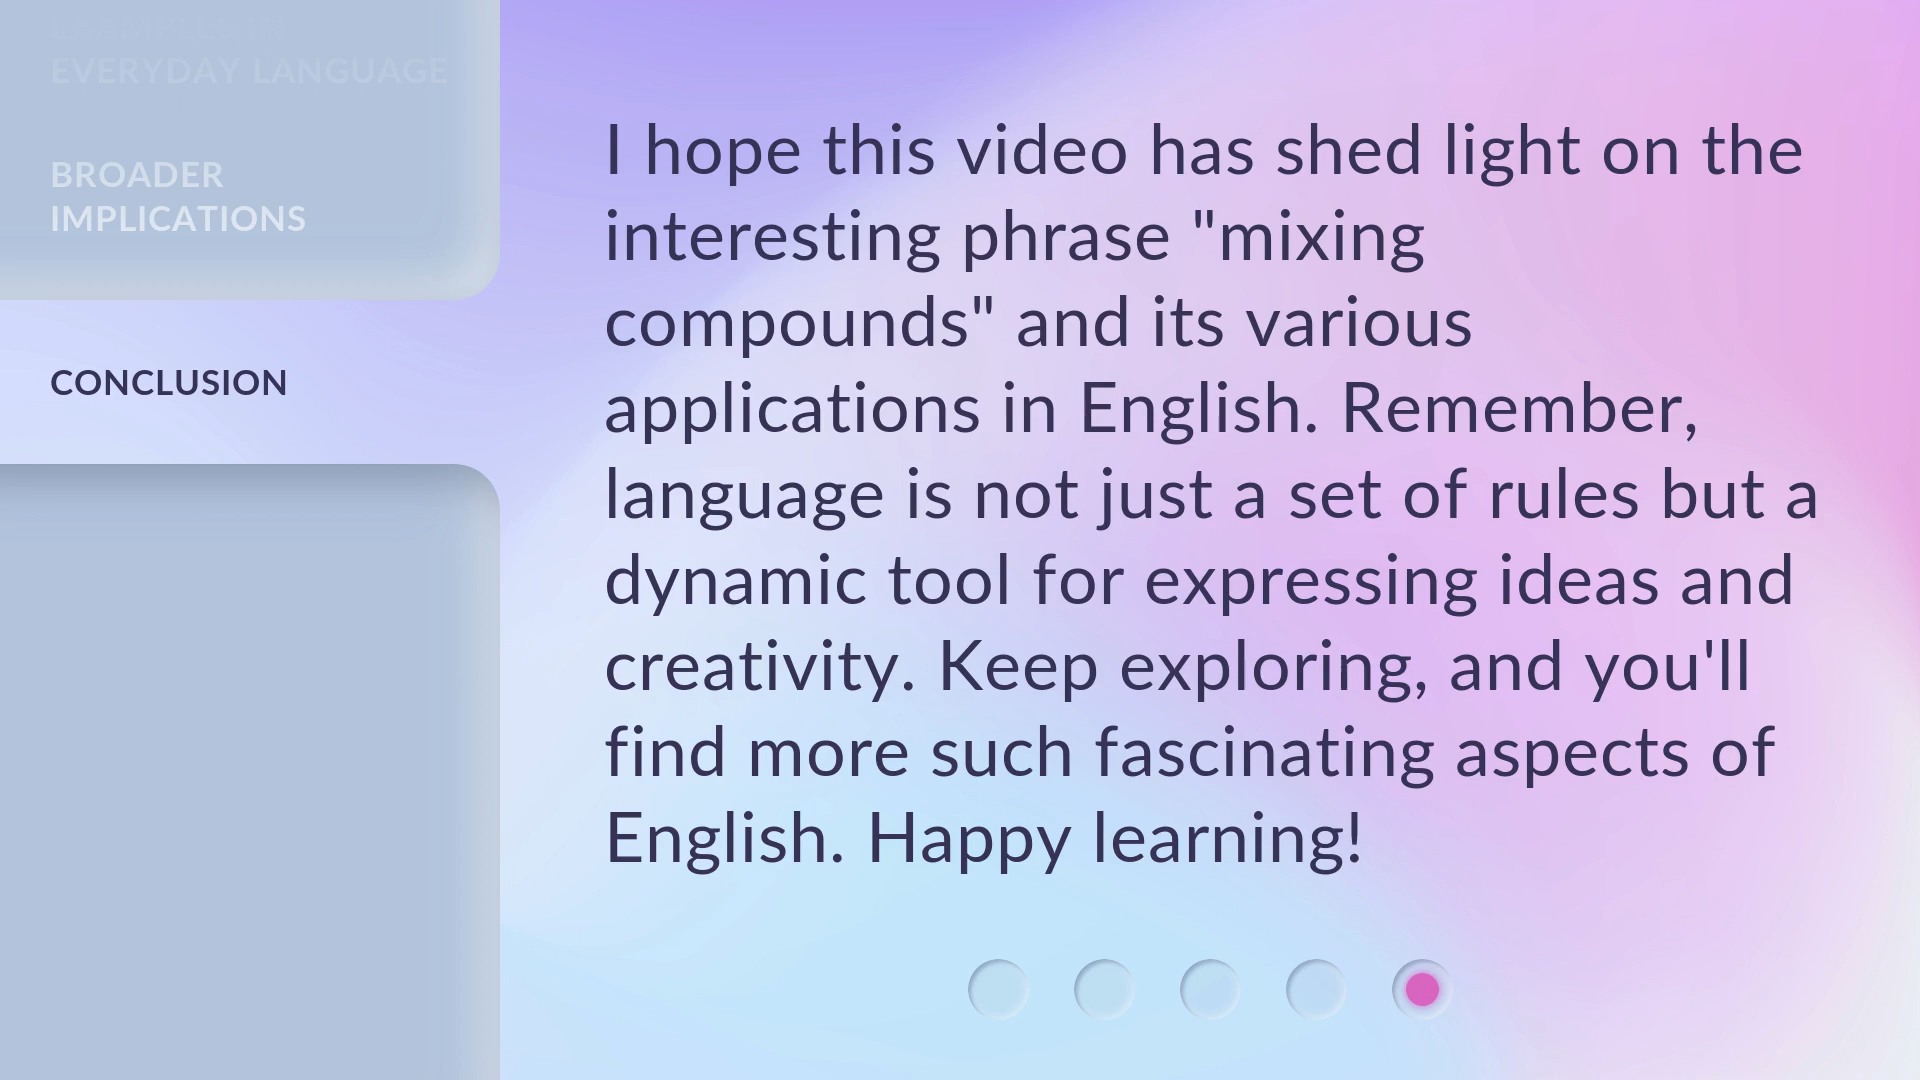 EXAMPLES IN
EVERYDAY LANGUAGE
BROADER
IMPLICATIONS
CONCLUSION
I hope this video has shed light on the
interesting phrase "mixing
compounds" and its various
applications in English. Remember,
language is not just a set of rules but a
dynamic tool for expressing ideas and
creativity. Keep exploring, and you'll
find more such fascinating aspects of
English. Happy learning!